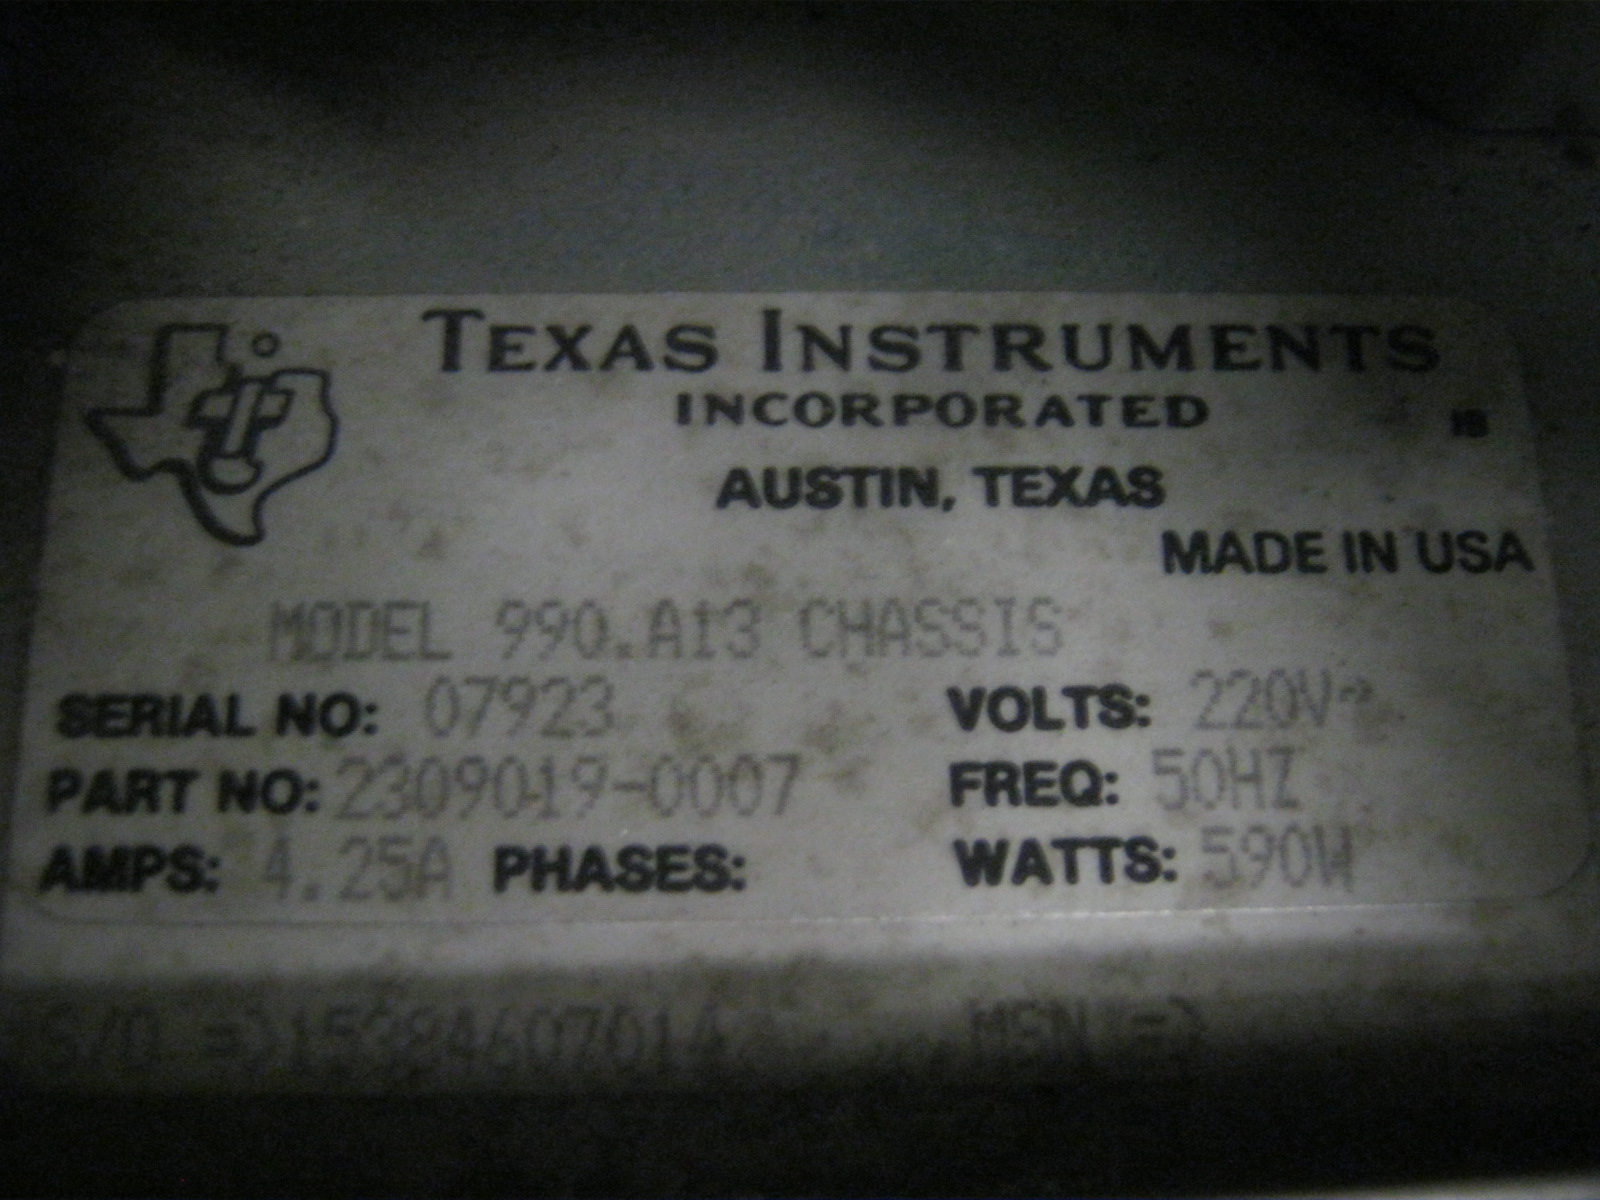 TEXAS INSTRUMENTS
INCORPORATED
AUSTIN, TEXAS
MADE IN USA
MODEL 990.A13 CHASSIS
SERIAL NO: 07923 VOLTS: 220V~
PART NO: 2309019-0007 FREQ: 50HZ
AMPS: 4.25A PHASES: WATTS: 590W
S/O => MSN =>